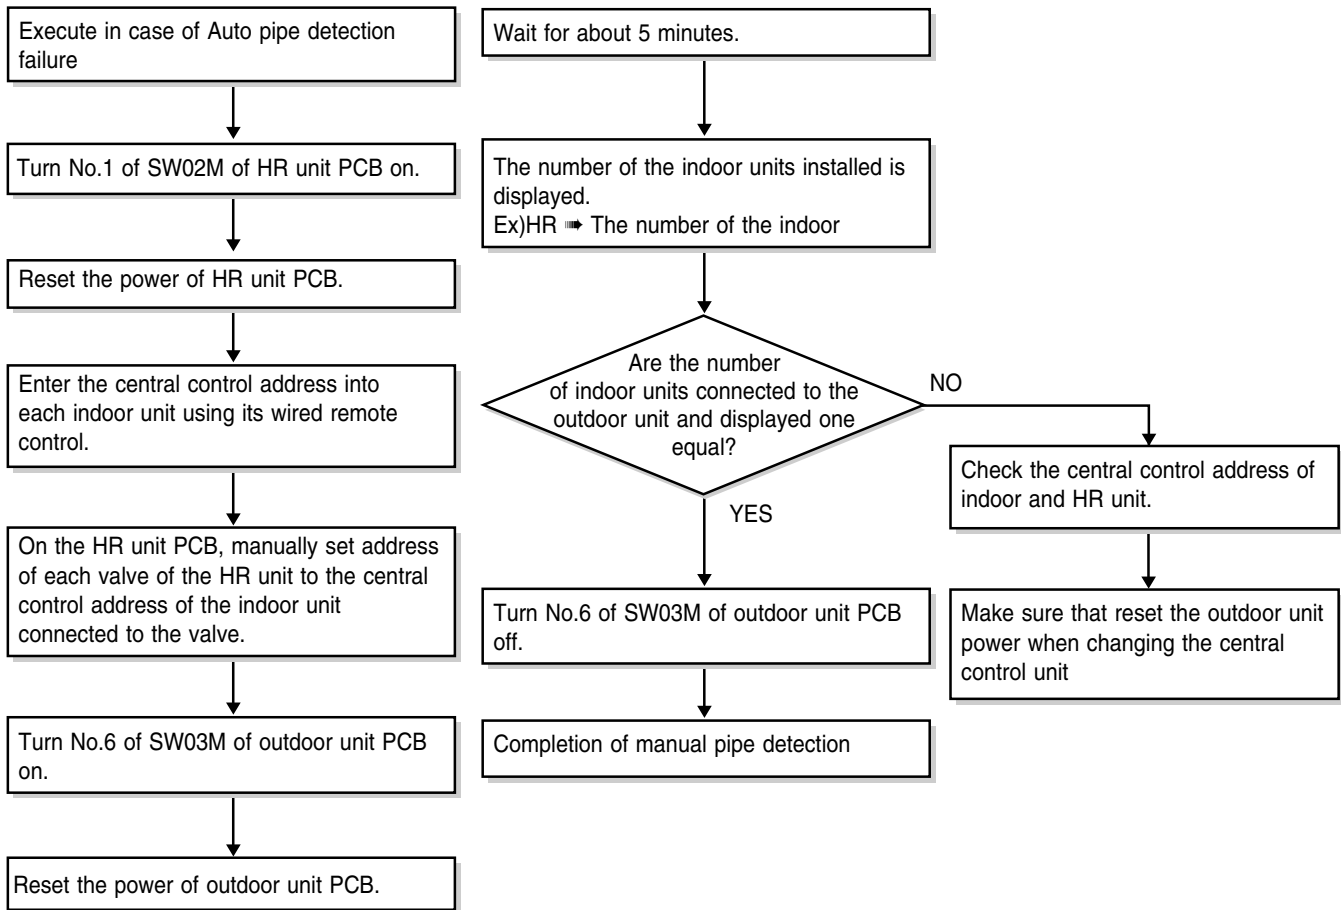 Execute in case of Auto pipe detection
failure
Turn No.1 of SW02M of HR unit PCB on.
Reset the power of HR unit PCB.
Enter the central control address into
each indoor unit using its wired remote
control.
On the HR unit PCB, manually set address
of each valve of the HR unit to the central
control address of the indoor unit
connected to the valve.
Turn No.6 of SW03M of outdoor unit PCB
on.
Reset the power of outdoor unit PCB.
Wait for about 5 minutes.
The number of the indoor units installed is
displayed.
Ex)HR ➠ The number of the indoor
Are the number
of indoor units connected to the
outdoor unit and displayed one
equal?
NO
YES
Turn No.6 of SW03M of outdoor unit PCB
off.
Completion of manual pipe detection
Check the central control address of
indoor and HR unit.
Make sure that reset the outdoor unit
power when changing the central
control unit